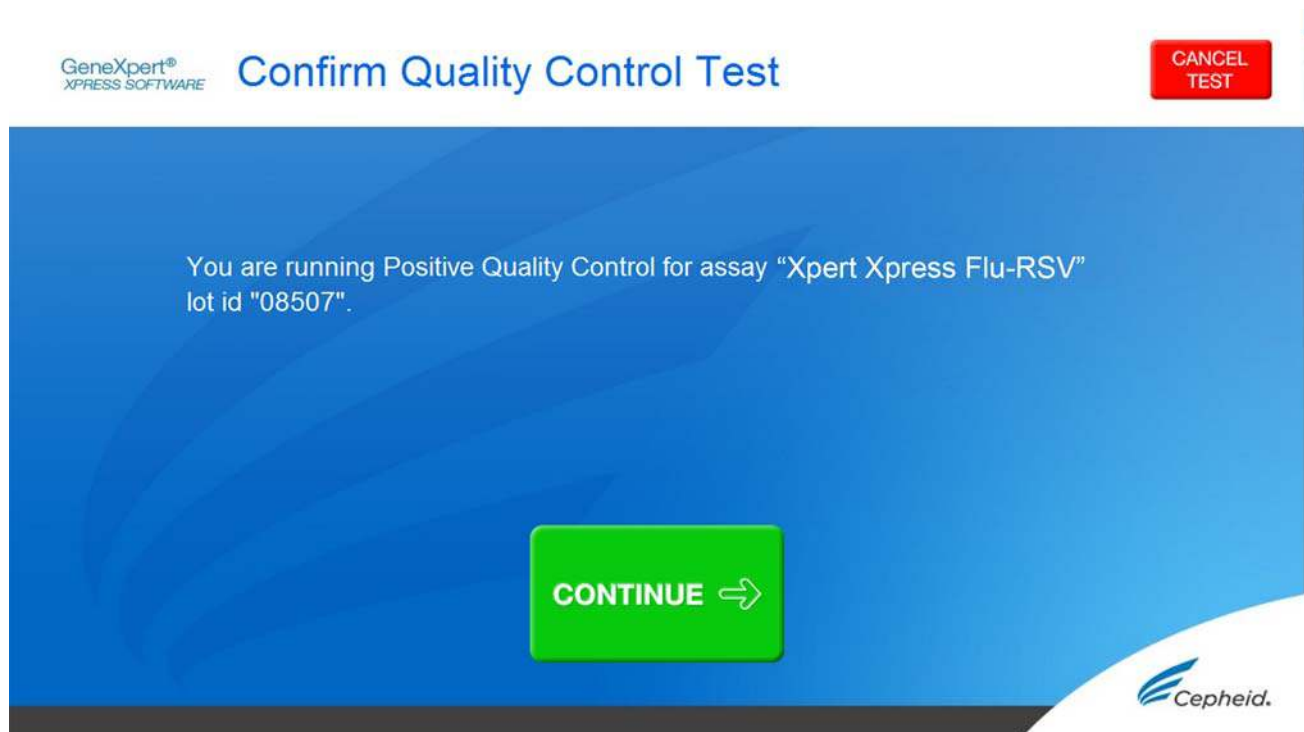 GeneXpert®
XPRESS SOFTWARE
Confirm Quality Control Test
CANCEL
TEST
You are running Positive Quality Control for assay “Xpert Xpress Flu-RSV”
lot id "08507".
CONTINUE
Cepheid.